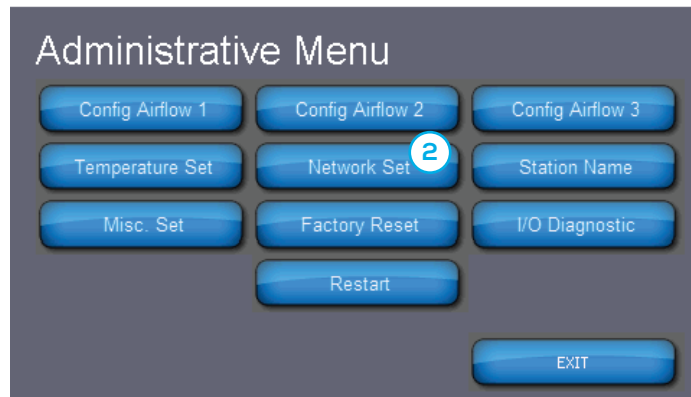 Administrative Menu
Config Airflow 1 Config Airflow 2 Config Airflow 3
Temperature Set Network Set 2 Station Name
Misc. Set Factory Reset I/O Diagnostic
Restart
EXIT